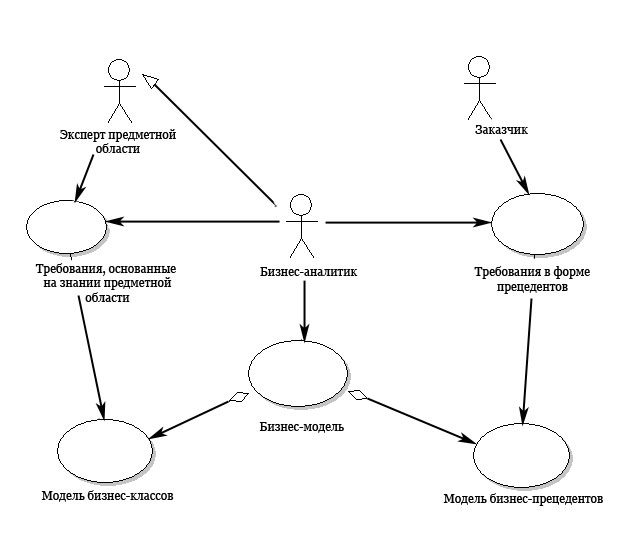 Эксперт предметной
области
Заказчик
Требования, основанные
на знании предметной
области
Бизнес-аналитик
Требования в форме
прецедентов
Бизнес-модель
Модель бизнес-классов
Модель бизнес-прецедентов